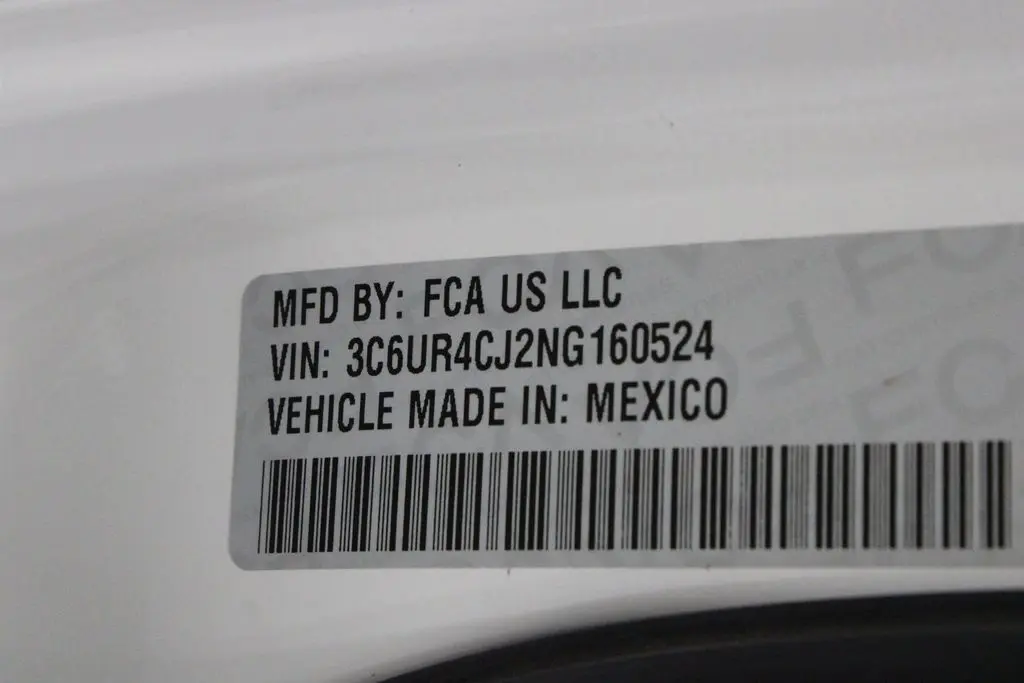 MFD BY: FCA US LLC
VIN: 3C6UR4CJ2NG160524
VEHICLE MADE IN: MEXICO